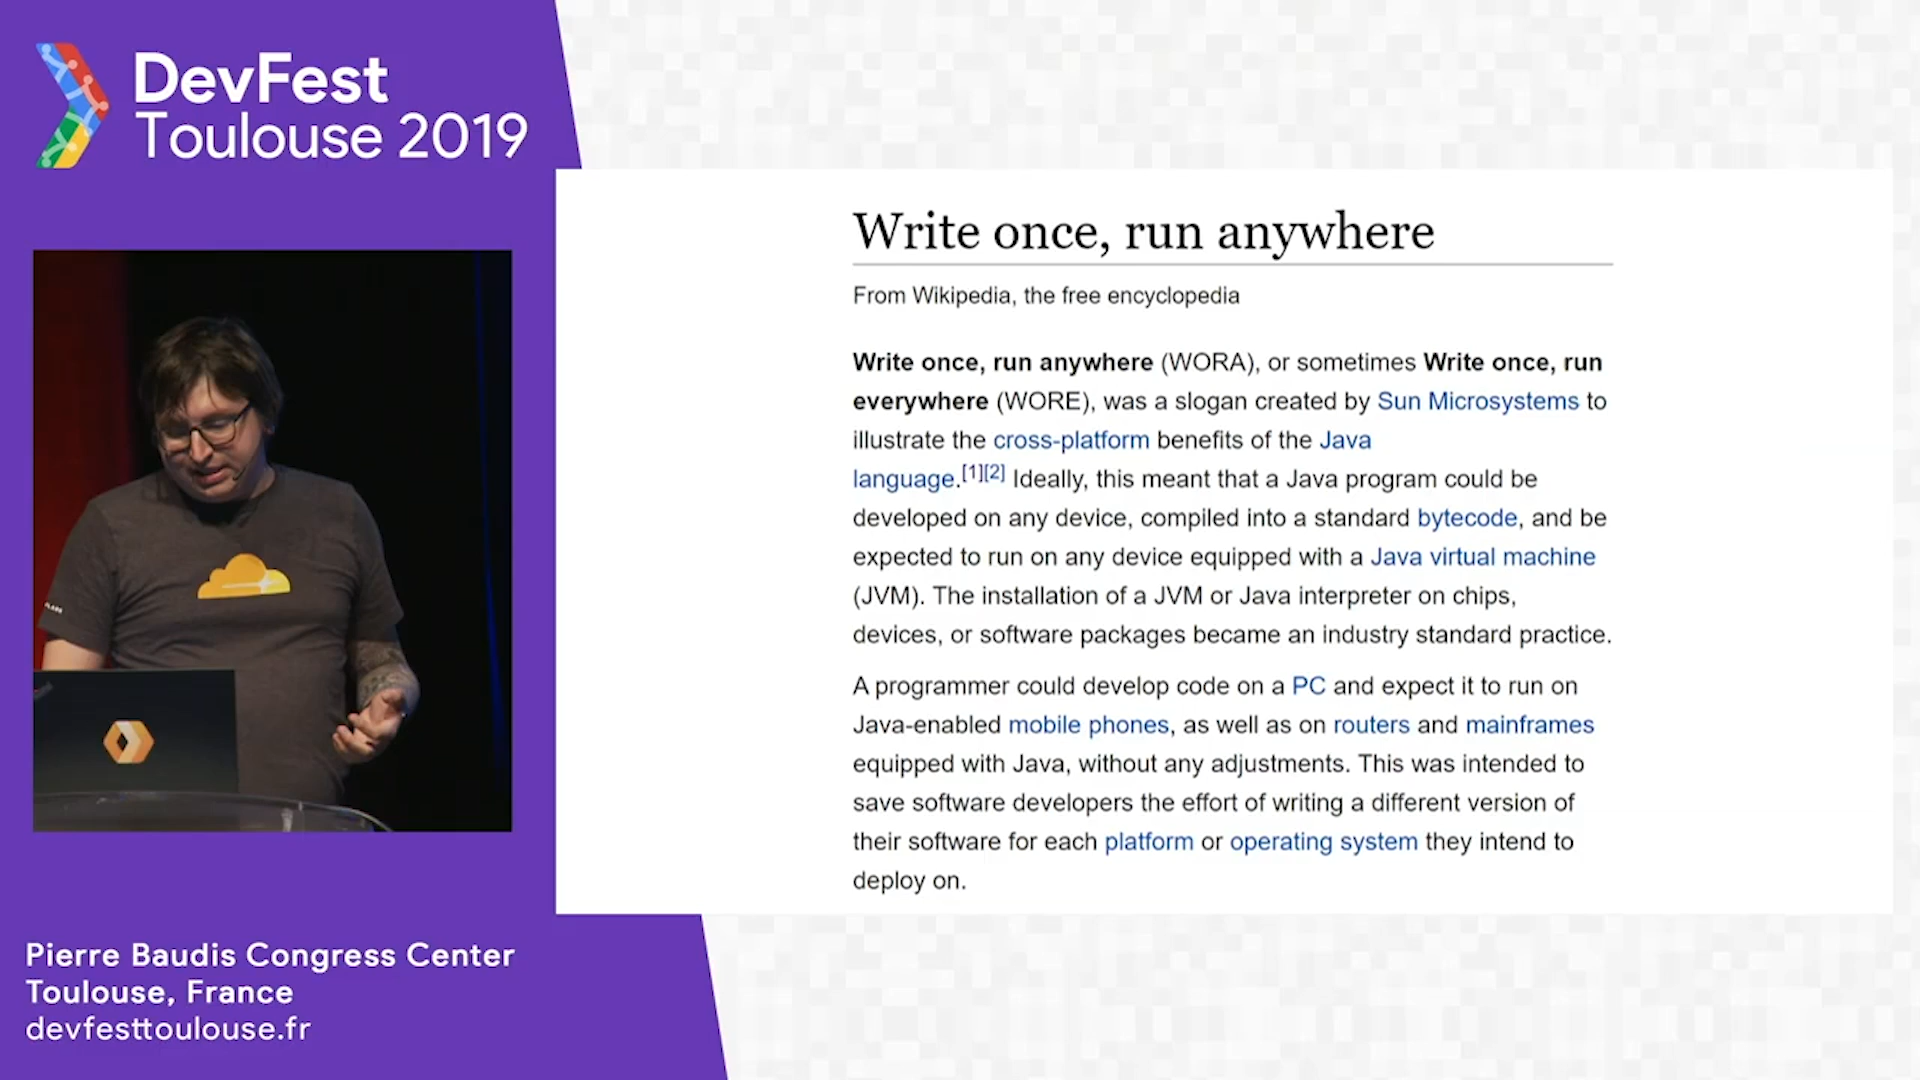 DevFest
Toulouse 2019
Write once, run anywhere
From Wikipedia, the free encyclopedia
Write once, run anywhere (WORA), or sometimes Write once, run
everywhere (WORE), was a slogan created by Sun Microsystems to
illustrate the cross-platform benefits of the Java
language.[1][2] Ideally, this meant that a Java program could be
developed on any device, compiled into a standard bytecode, and be
expected to run on any device equipped with a Java virtual machine
(JVM). The installation of a JVM or Java interpreter on chips,
devices, or software packages became an industry standard practice.
A programmer could develop code on a PC and expect it to run on
Java-enabled mobile phones, as well as on routers and mainframes
equipped with Java, without any adjustments. This was intended to
save software developers the effort of writing a different version of
their software for each platform or operating system they intend to
deploy on.
Pierre Baudis Congress Center
Toulouse, France
devfesttoulouse.fr